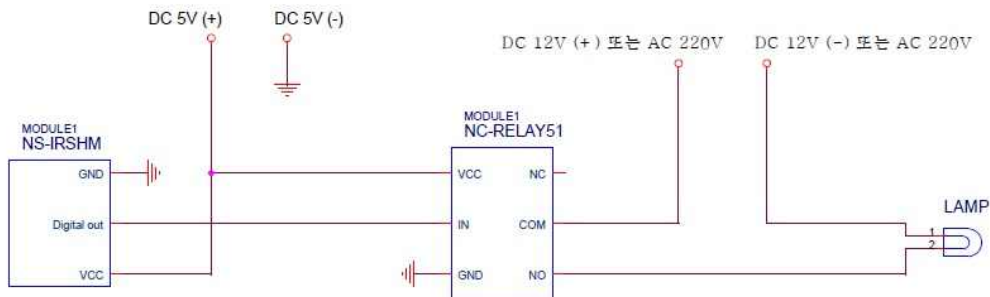 DC 5V (+)
DC 5V (-)
DC 12V (+) 또는 AC 220V
DC 12V (-) 또는 AC 220V
MODULE1
NS-IRSHM
GND
Digital out
VCC
MODULE1
NC-RELAY51
VCC
NC
IN
COM
GND
NO
LAMP
1
2